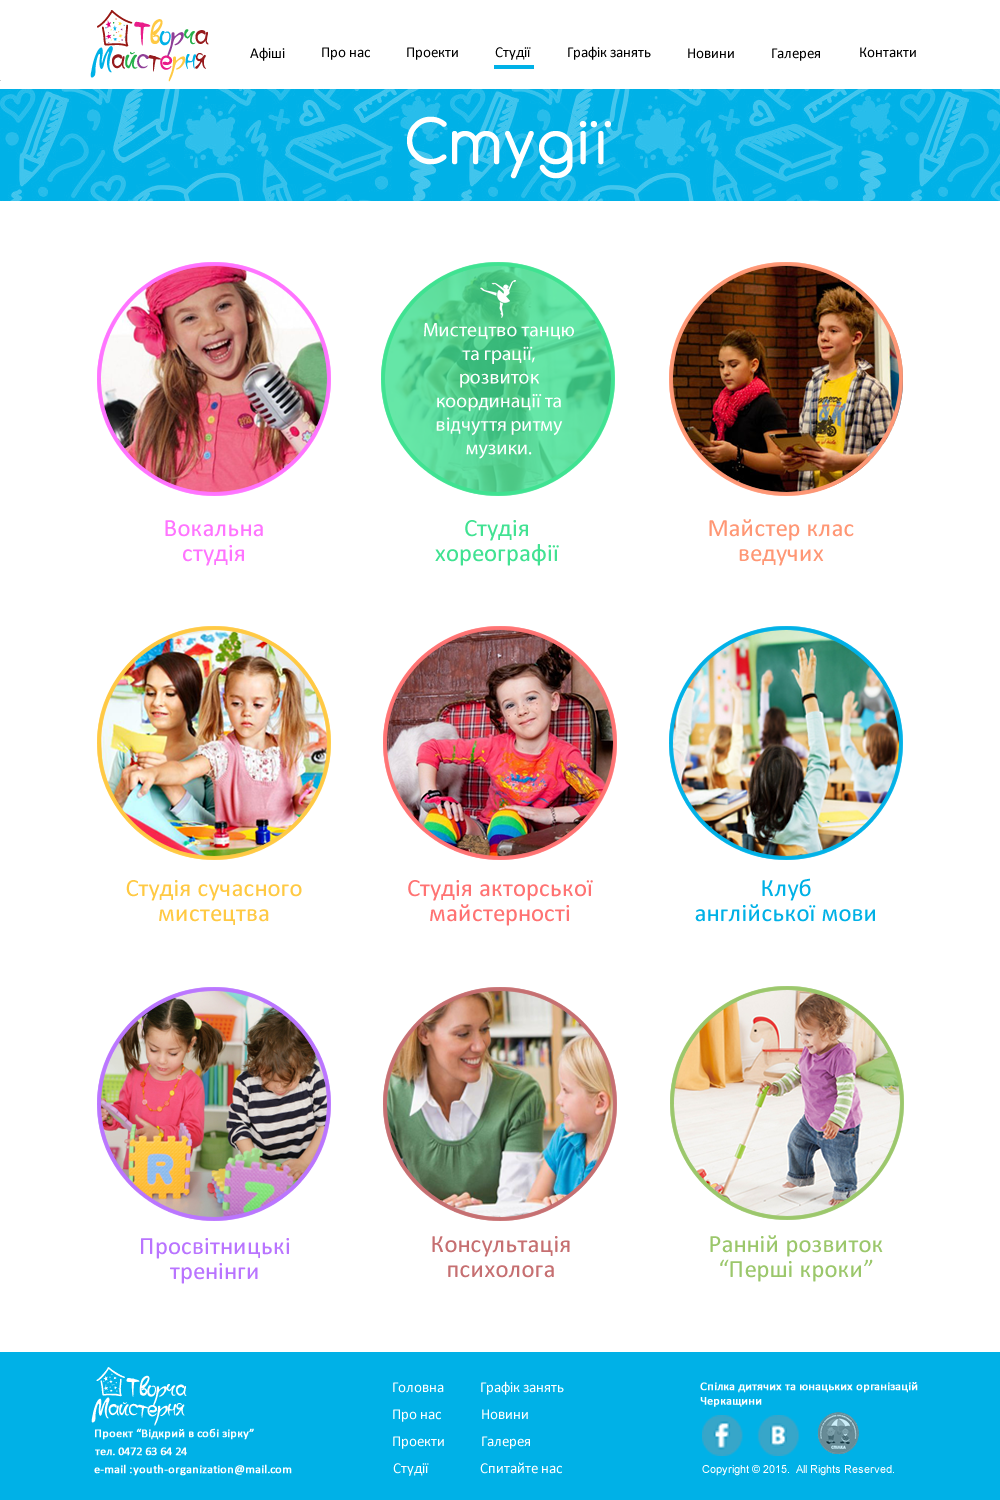 Творча
Майстерня
Афіші Про нас Проекти Студії Графік занять Новини Галерея Контакти
Студії
Мистецтво танцю
та грації,
розвиток
координації та
відчуття ритму
музики.
Вокальна
студія
Студія
хореографії
Майстер клас
ведучих
Студія сучасного
мистецтва
Студія акторської
майстерності
Клуб
англійської мови
R
7
Просвітницькі
тренінги
Консультація
психолога
Ранній розвиток
“Перші кроки”
Творча
Майстерня
Проект “Відкрий в собі зірку”
тел. 0472 63 64 24
e-mail :youth-organization@mail.com
Головна
Про нас
Проекти
Студії
Графік занять
Новини
Галерея
Спитайте нас
Спілка дитячих та юнацьких організацій
Черкащини
f B
Copyright © 2015. All Rights Reserved.